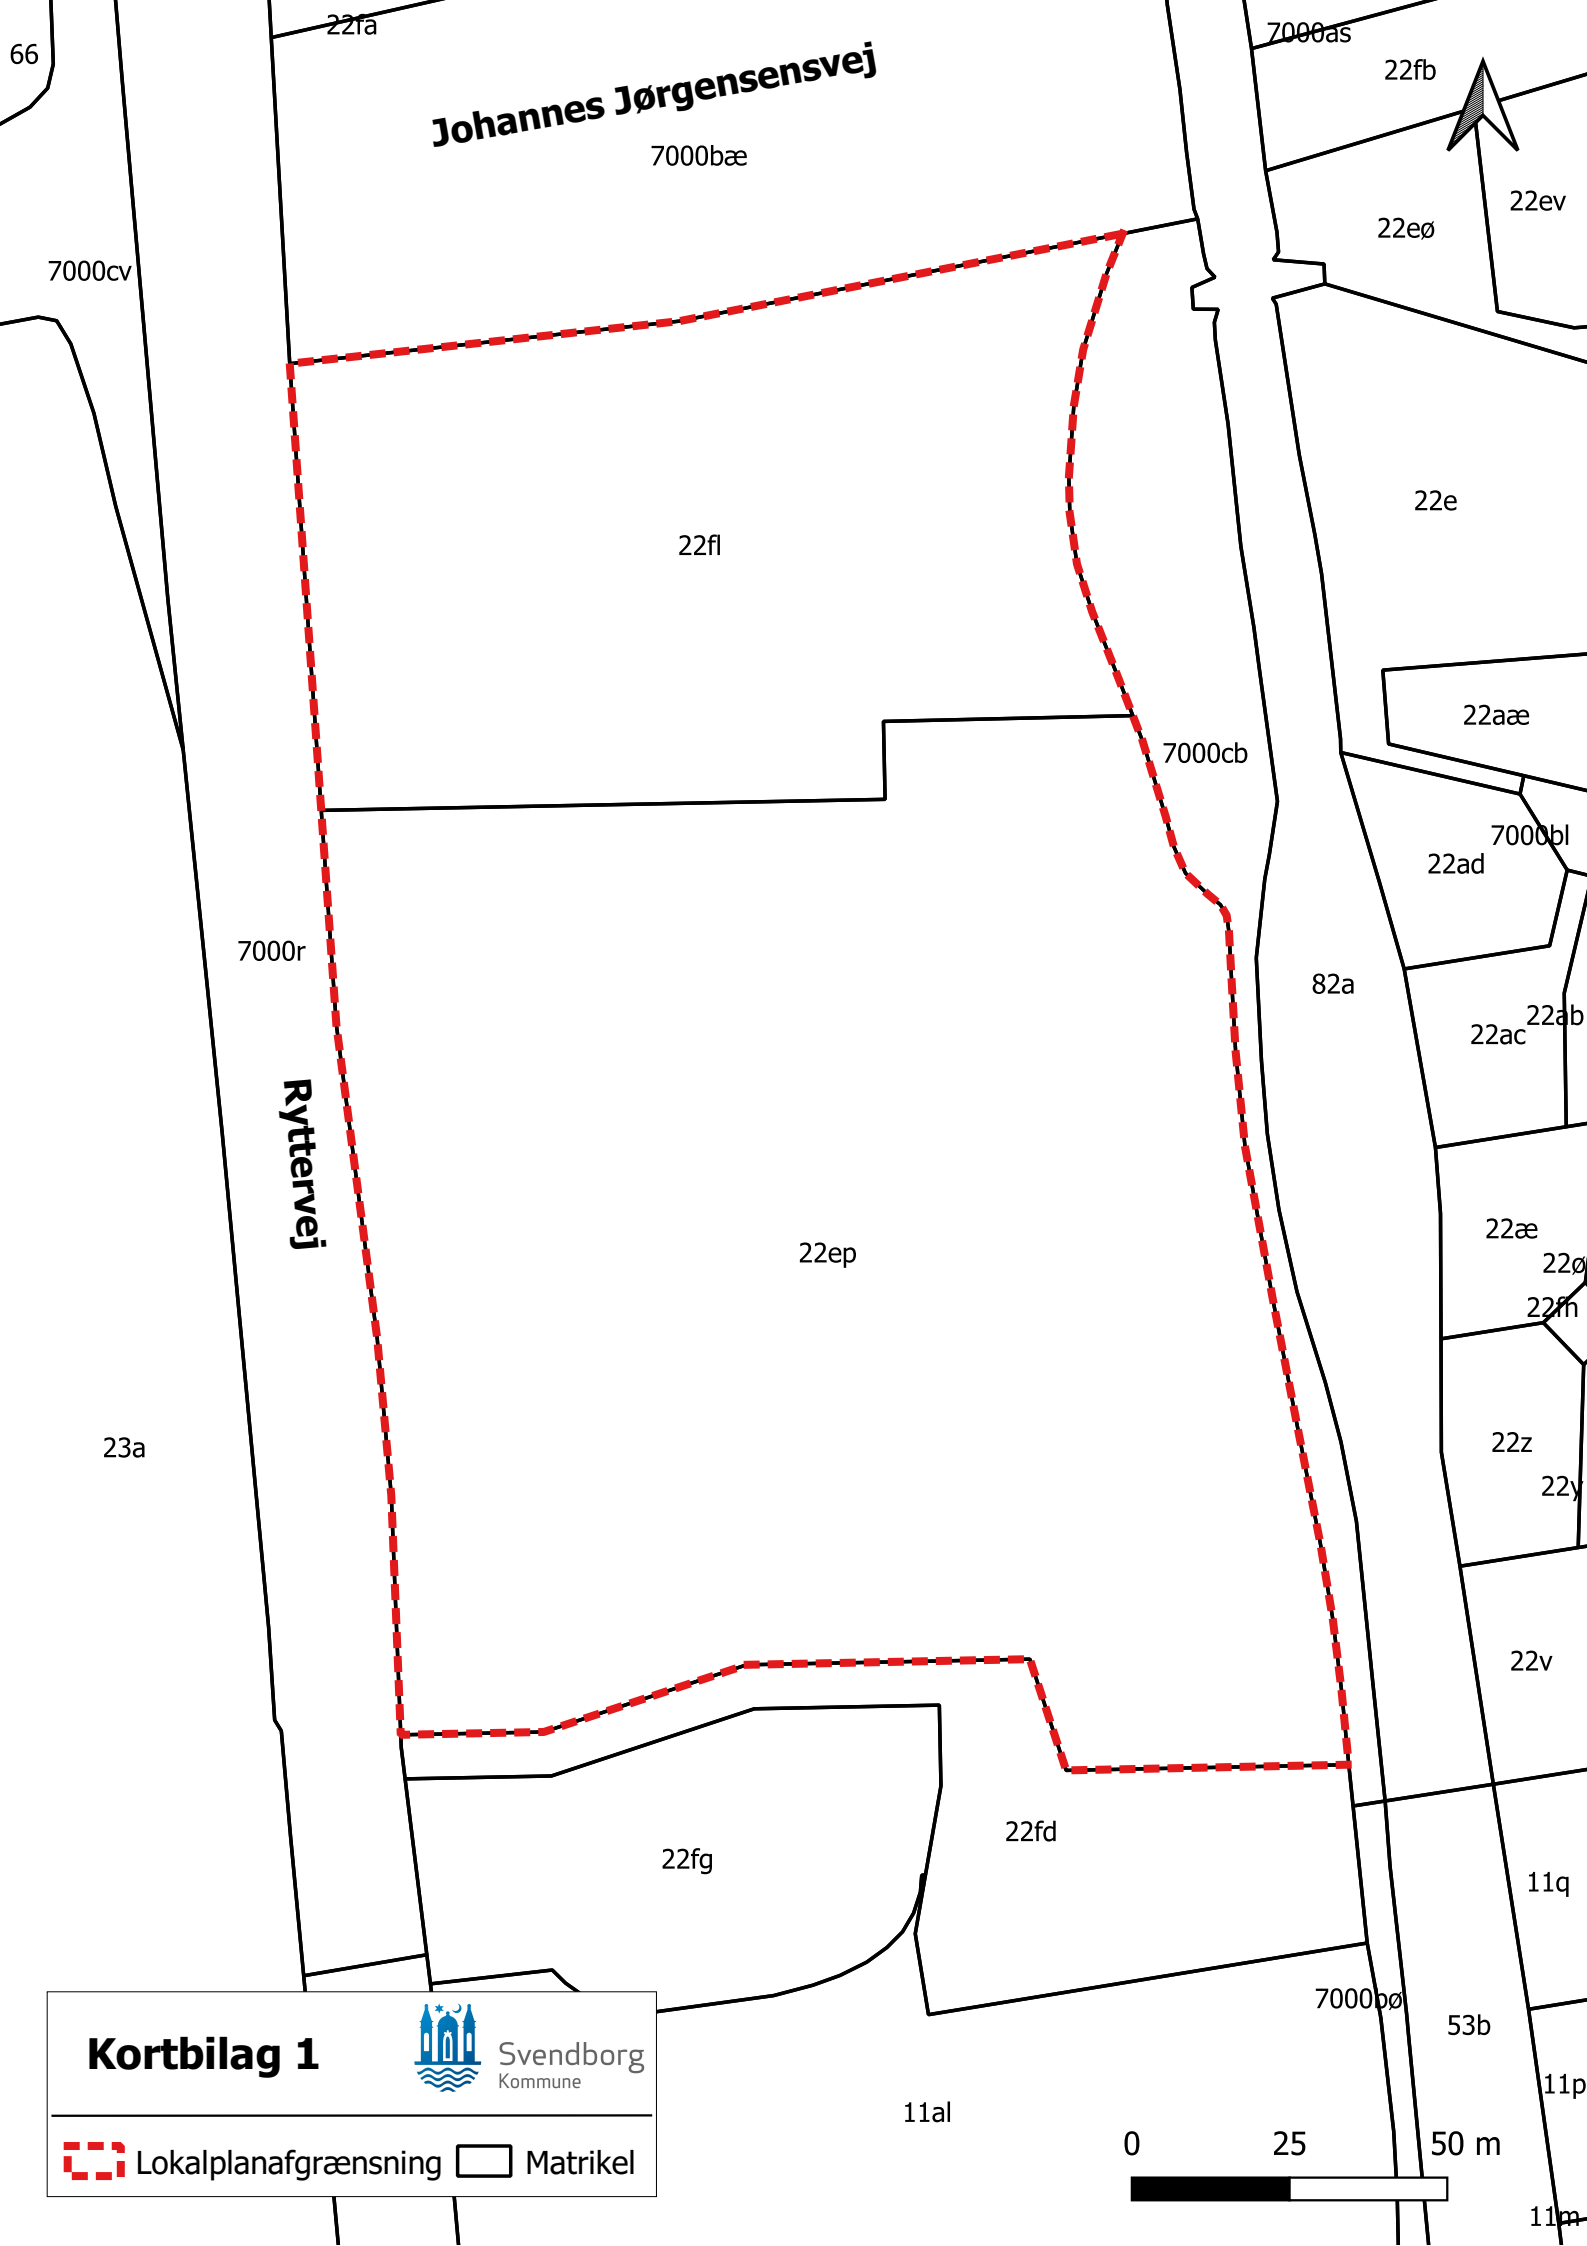 22fa
66
7000as
22fb
Johannes Jørgensensvej
7000bæ
22ev
22eø
7000cv
22e
22fl
22aæ
7000cb
7000bl
22ad
7000r
82a
22ab
22ac
Ryttervej
22æ
22ep
22ø
22fh
23a
22z
22y
22v
22fd
22fg
11q
7000bø
53b
Kortbilag 1
Svendborg
Kommune
11p
11al
0 25 50 m
Lokalplanafgrænsning Matrikel
11m